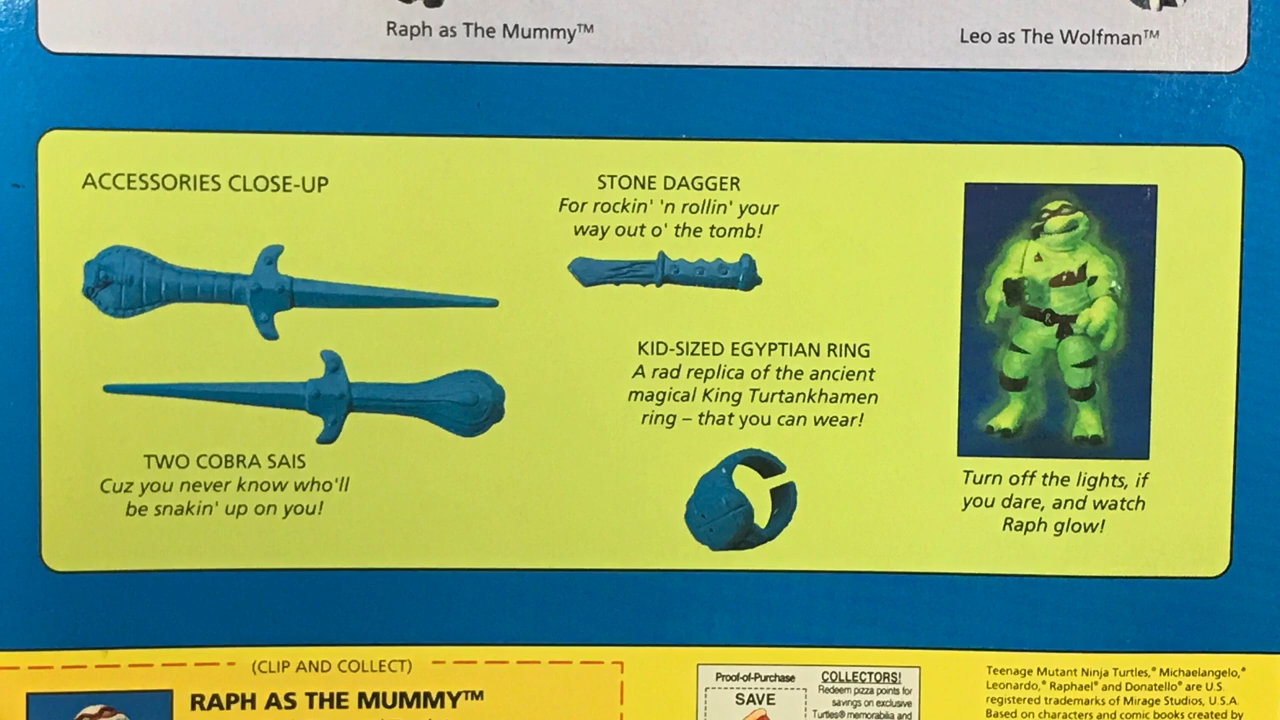 Raph as The Mummy™
Leo as The Wolfman™
ACCESSORIES CLOSE-UP
TWO COBRA SAIS
Cuz you never know who'll
be snakin' up on you!
STONE DAGGER
For rockin' 'n rollin' your
way out o' the tomb!
KID-SIZED EGYPTIAN RING
A rad replica of the ancient
magical King Turtankhamen
ring – that you can wear!
Turn off the lights, if
you dare, and watch
Raph glow!
(CLIP AND COLLECT)
RAPH AS THE MUMMY™
Proof-of-Purchase
SAVE
COLLECTORS!
Redeem pizza points for
savings on exclusive
Turtles® memorabilia and
Teenage Mutant Ninja Turtles,® Michaelangelo,®
Leonardo,® Raphael® and Donatello® are U.S.
registered trademarks of Mirage Studios, U.S.A.
Based on characters and comic books created by